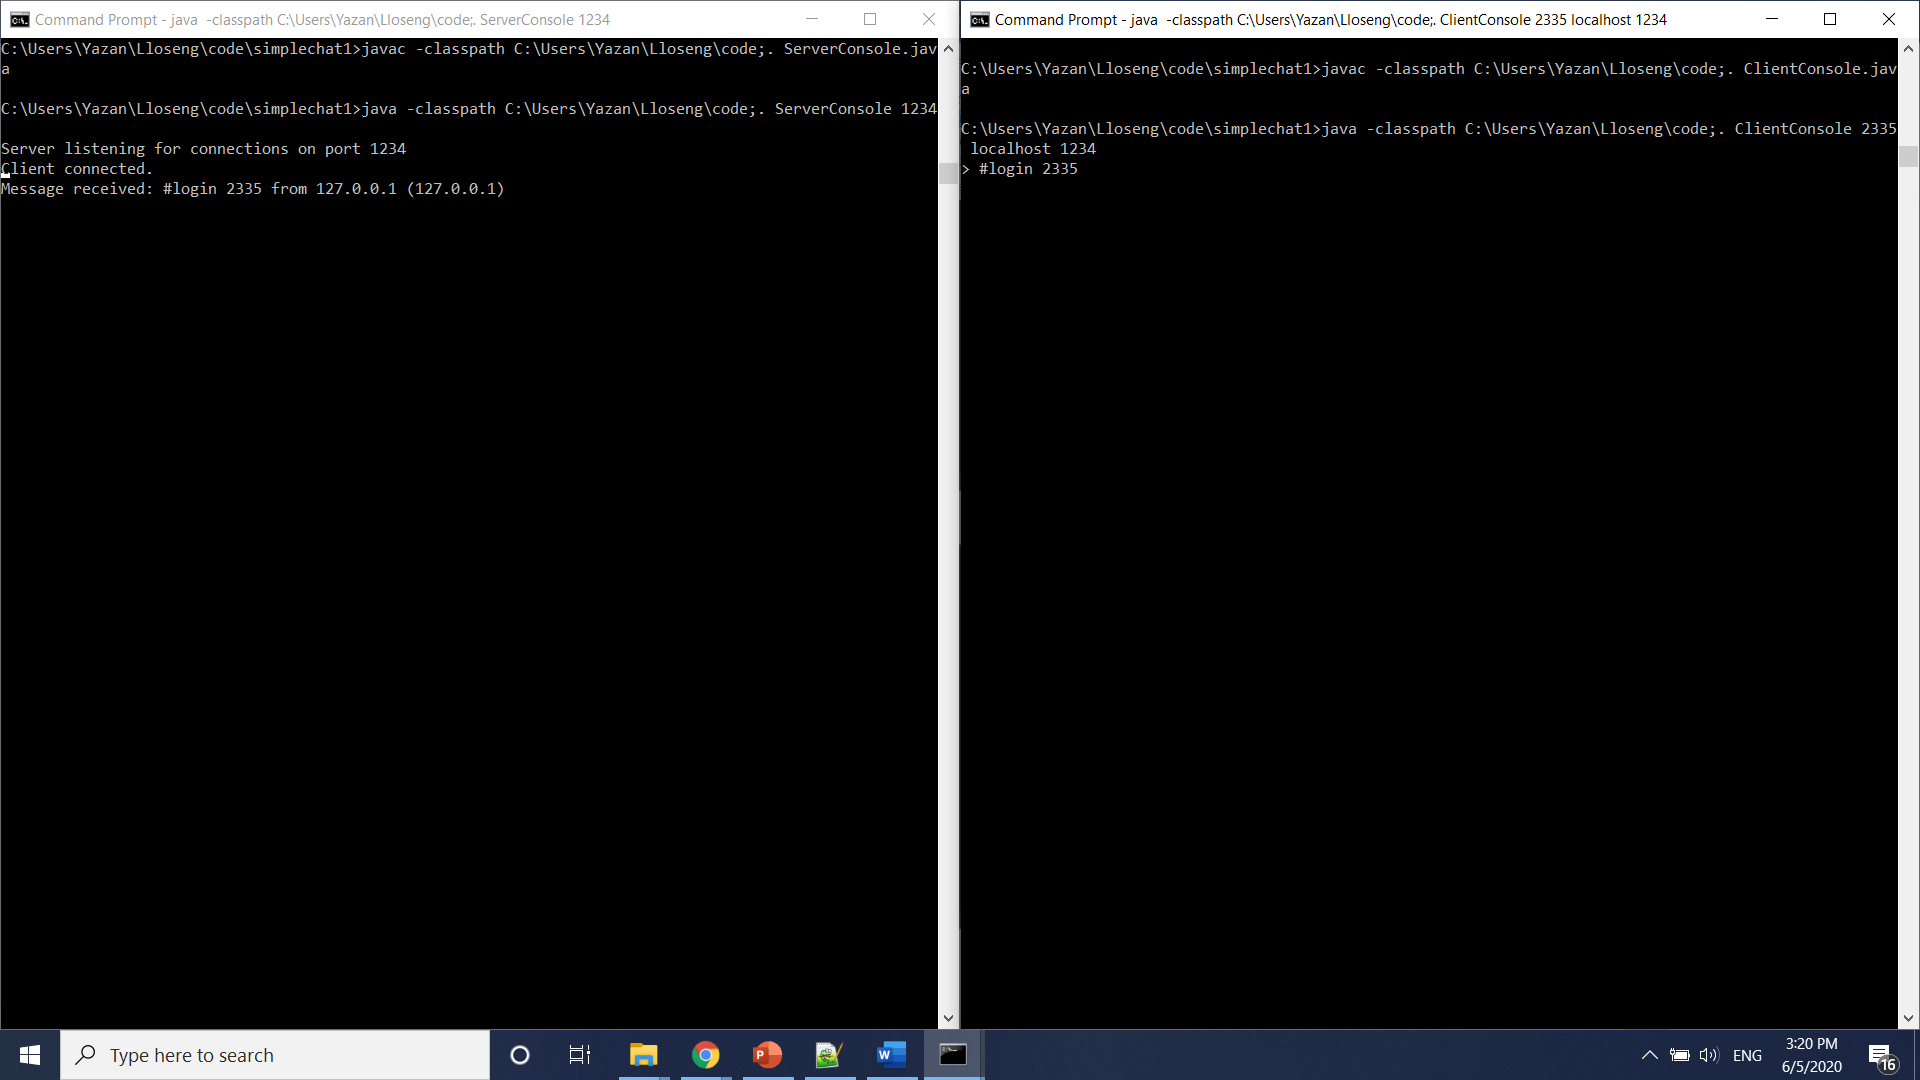 Command Prompt - java  -classpath C:\Users\Yazan\Lloseng\code;. ServerConsole 1234
C:\Users\Yazan\Lloseng\code\simplechat1>javac -classpath C:\Users\Yazan\Lloseng\code;. ServerConsole.jav
a
C:\Users\Yazan\Lloseng\code\simplechat1>java -classpath C:\Users\Yazan\Lloseng\code;. ServerConsole 1234
Server listening for connections on port 1234
Client connected.
Message received: #login 2335 from 127.0.0.1 (127.0.0.1)
Command Prompt - java  -classpath C:\Users\Yazan\Lloseng\code;. ClientConsole 2335 localhost 1234
C:\Users\Yazan\Lloseng\code\simplechat1>javac -classpath C:\Users\Yazan\Lloseng\code;. ClientConsole.jav
a
C:\Users\Yazan\Lloseng\code\simplechat1>java -classpath C:\Users\Yazan\Lloseng\code;. ClientConsole 2335
 localhost 1234
> #login 2335
Type here to search
ENG
3:20 PM
6/5/2020
16